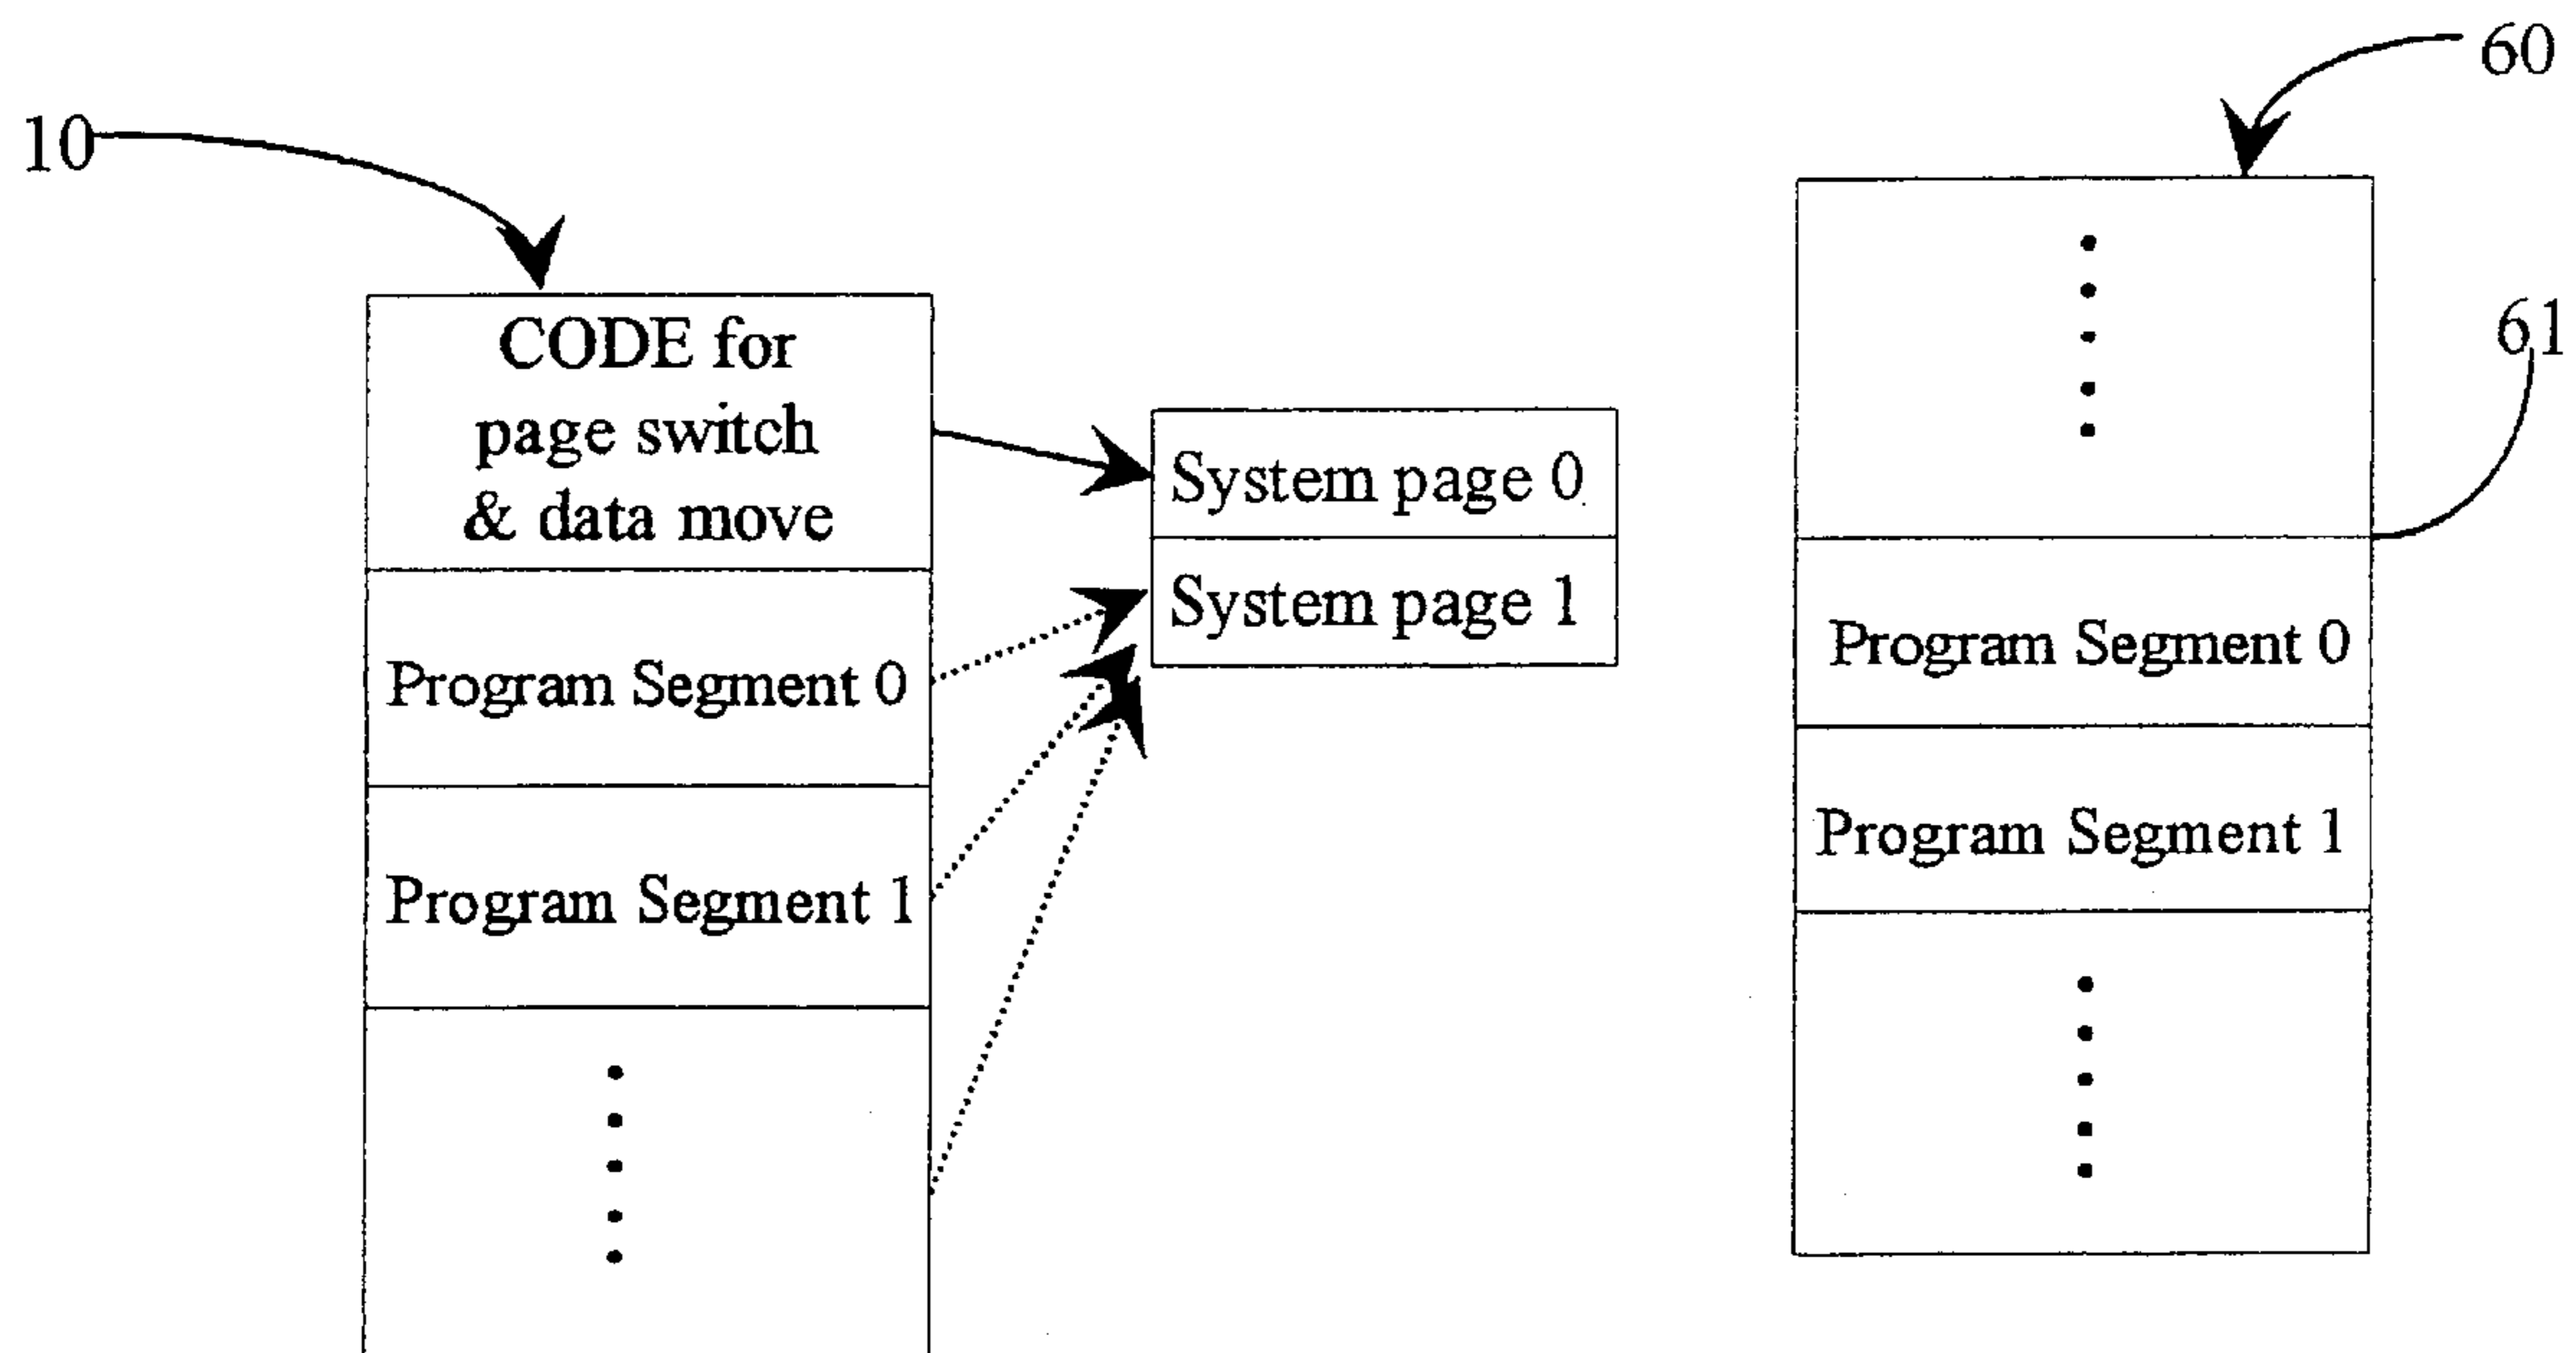 10
CODE for
page switch
& data move
Program Segment 0
Program Segment 1
System page 0
System page 1
60
61
Program Segment 0
Program Segment 1